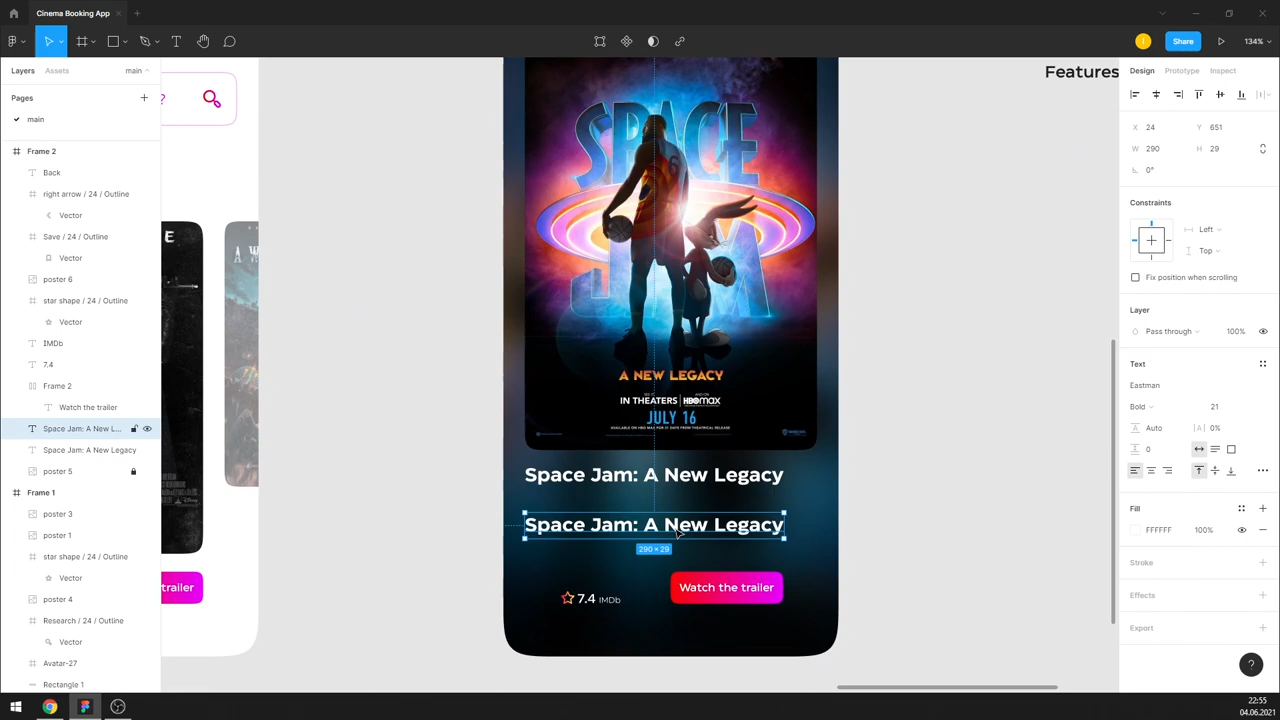 Cinema Booking App
Share
134%
Layers
Assets
main
Pages
main
Frame 2
Back
right arrow / 24 / Outline
Vector
Save / 24 / Outline
Vector
poster 6
star shape / 24 / Outline
Vector
IMDb
7.4
Frame 2
Watch the trailer
Space Jam: A New L...
Space Jam: A New Legacy
poster 5
Frame 1
poster 3
poster 1
star shape / 24 / Outline
Vector
poster 4
Research / 24 / Outline
Vector
Avatar-27
Rectangle 1
?
E
A W
trailer
SPACE
JAM
A NEW LEGACY
IN THEATERS
HBOmax
JULY 16
Space Jam: A New Legacy
Space Jam: A New Legacy
290 × 29
7.4 IMDb
Watch the trailer
Features
Design
Prototype
Inspect
X 24
Y 651
W 290
H 29
0°
Constraints
Left
Top
Fix position when scrolling
Layer
Pass through
100%
Text
Eastman
Bold
21
A Auto
|A| 0%
0
Fill
FFFFFF
100%
Stroke
Effects
Export
?
22:55
04.06.2021